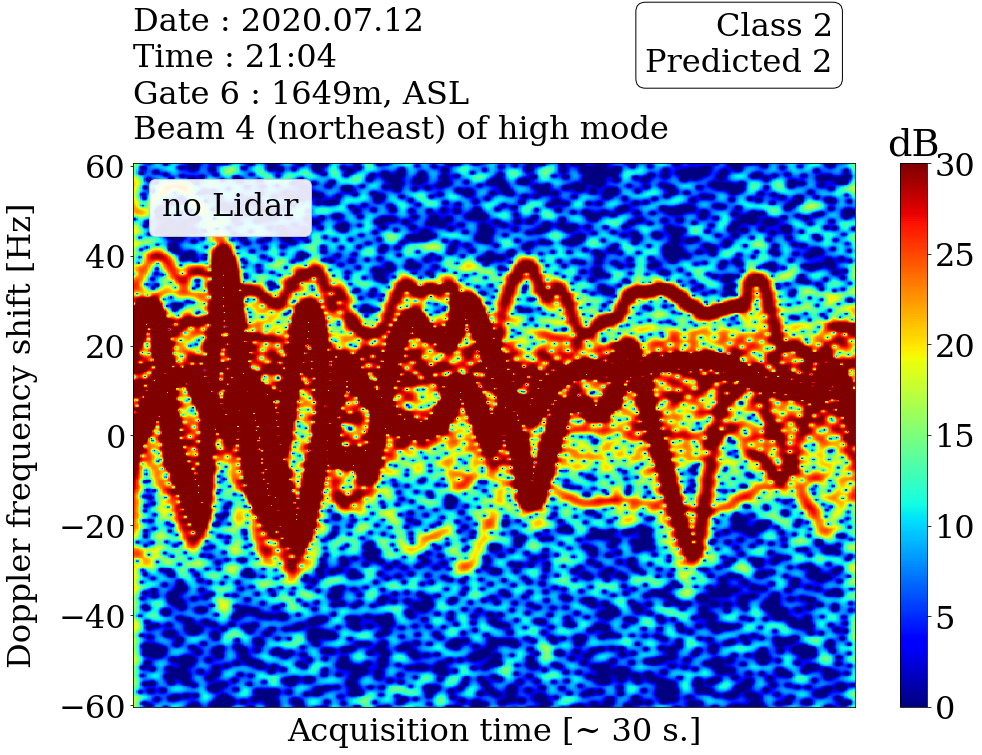 Date : 2020.07.12
Time : 21:04
Gate 6 : 1649m, ASL
Beam 4 (northeast) of high mode
Class 2
Predicted 2
dB
no Lidar
Doppler frequency shift [Hz]
60
40
20
0
−20
−40
−60
Acquisition time [~ 30 s.]
30
25
20
15
10
5
0